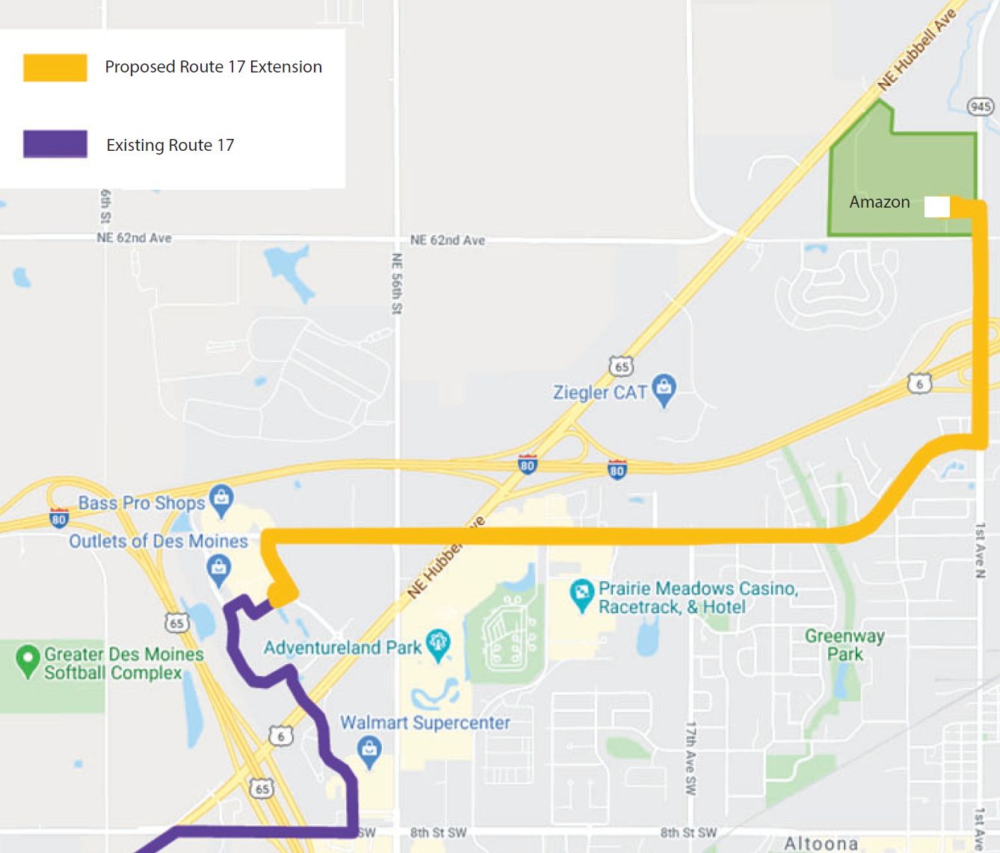 Proposed Route 17 Extension
Existing Route 17
NE Hubbell Ave
945
Amazon
6th St
NE 62nd Ave
NE 62nd Ave
NE 56th St
65
Ziegler CAT
6
80
80
Bass Pro Shops
80
Outlets of Des Moines
NE Hubbell Ave
1st Ave N
65
Prairie Meadows Casino,
Racetrack, & Hotel
Adventureland Park
Greenway
Park
Greater Des Moines
Softball Complex
Walmart Supercenter
6
17th Ave SW
65
SW
8th St SW
8th St SW
1st Ave
Altoona